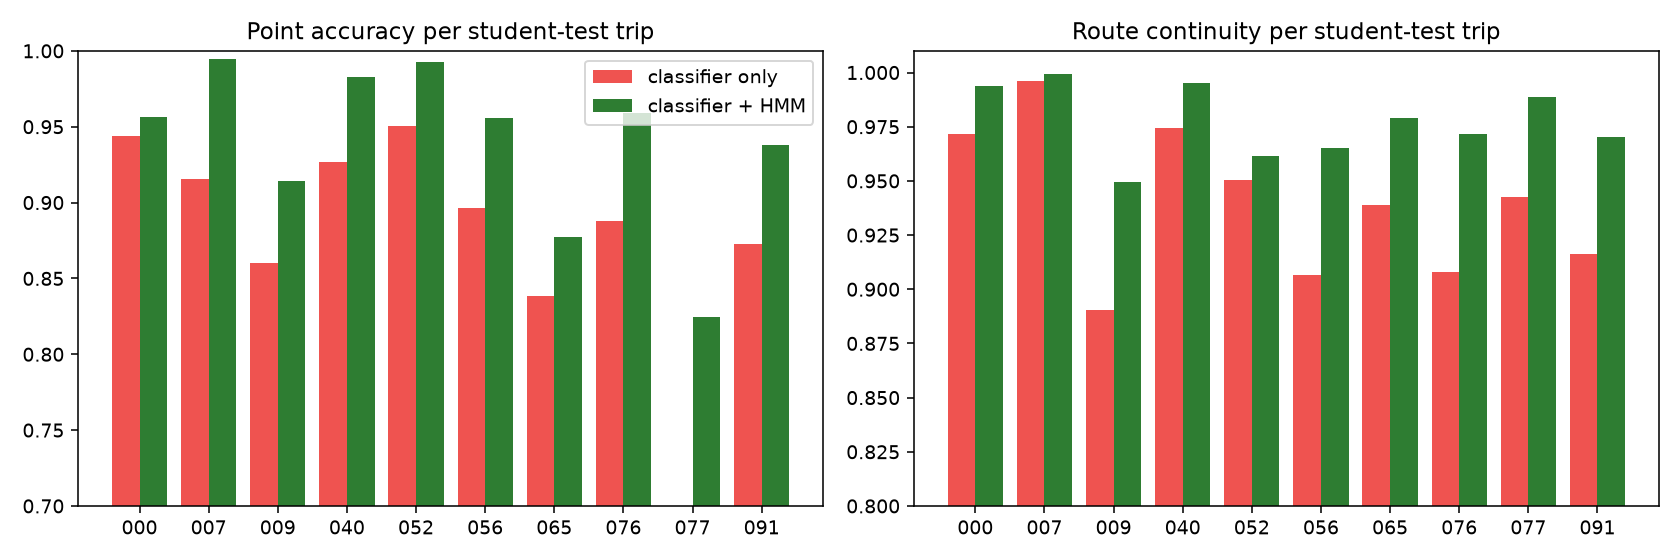 Point accuracy per student-test trip
1.00
0.95
0.90
0.85
0.80
0.75
0.70
classifier only
classifier + HMM
000 007 009 040 052 056 065 076 077 091
Route continuity per student-test trip
1.000
0.975
0.950
0.925
0.900
0.875
0.850
0.825
0.800
000 007 009 040 052 056 065 076 077 091